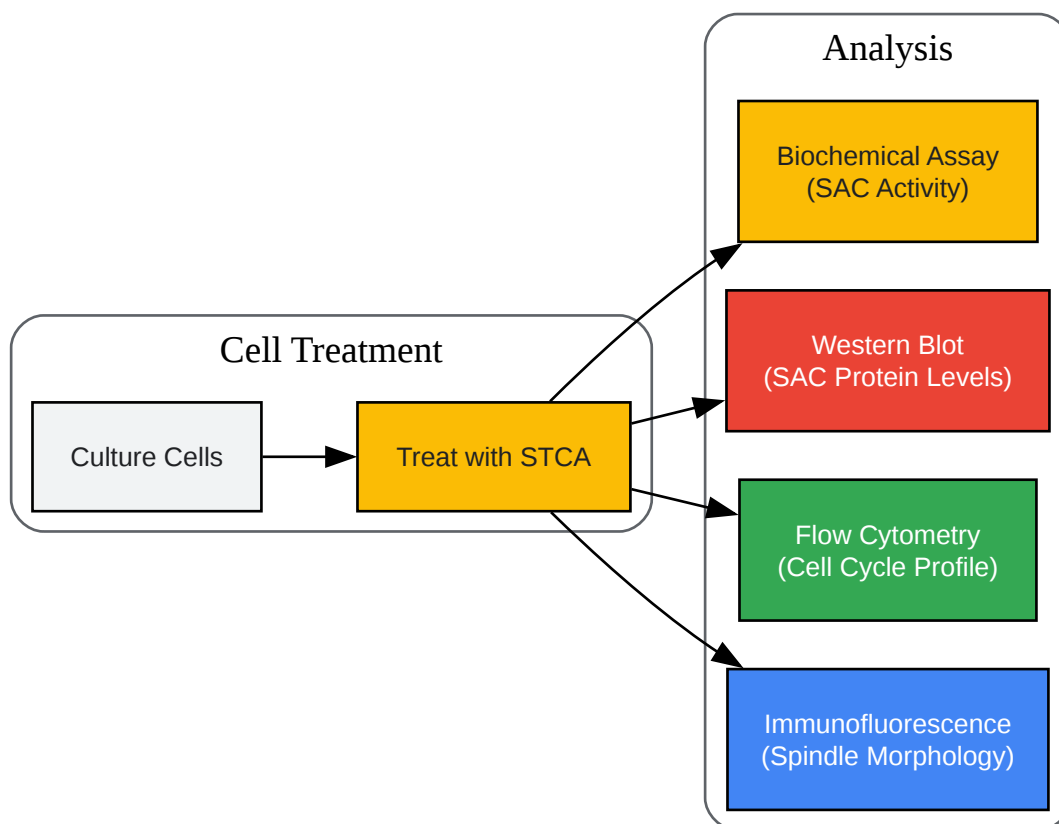 Analysis
Biochemical Assay
(SAC Activity)
Western Blot
(SAC Protein Levels)
Cell Treatment
Culture Cells
Treat with STCA
Flow Cytometry
(Cell Cycle Profile)
Immunofluorescence
(Spindle Morphology)